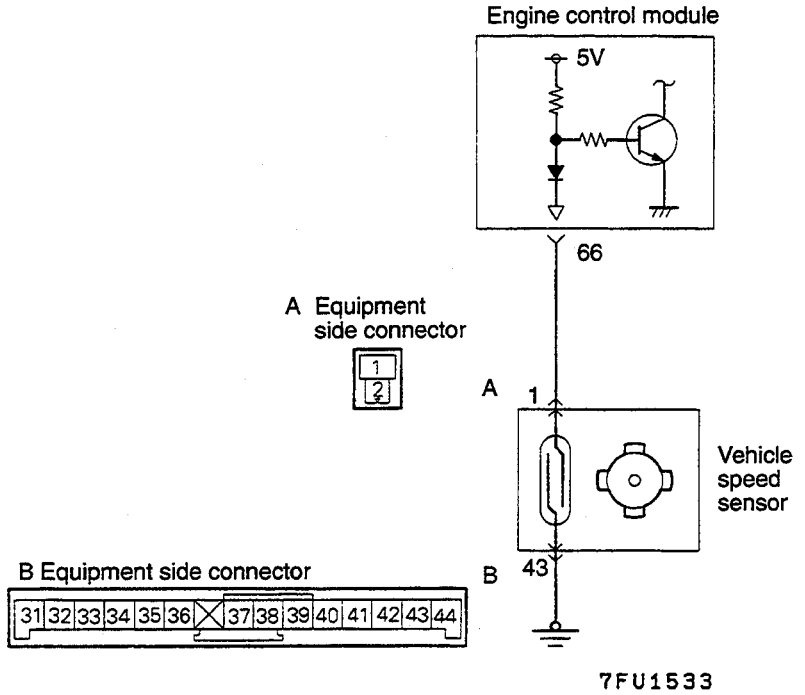 Engine control module
5V
66
A Equipment
side connector
1
2
A
1
Vehicle
speed
sensor
B
43
B Equipment side connector
31 32 33 34 35 36 37 38 39 40 41 42 43 44
7FU1533